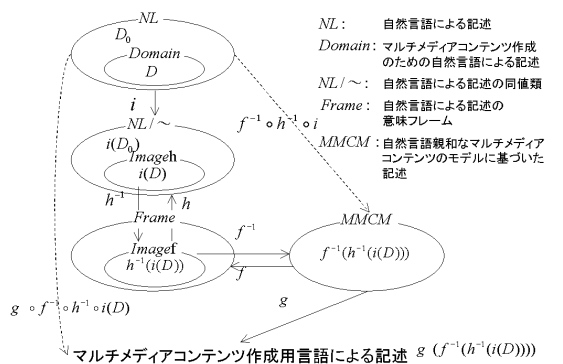 NL
D₀
Domain
D
i
NL/～
i(D₀)
Imageh
i(D)
h⁻¹
h
Frame
Imagef
h⁻¹(i(D))
f⁻¹
f
f⁻¹∘h⁻¹∘i
MMCM
f⁻¹(h⁻¹(i(D)))
g
g ∘f⁻¹∘h⁻¹∘i(D)
マルチメディアコンテンツ作成用言語による記述 g (f⁻¹(h⁻¹(i(D))))
NL： 自然言語による記述
Domain：マルチメディアコンテンツ作成
のための自然言語による記述
NL/～： 自然言語による記述の同値類
Frame： 自然言語による記述の
意味フレーム
MMCM：自然言語親和なマルチメディア
コンテンツのモデルに基づいた
記述